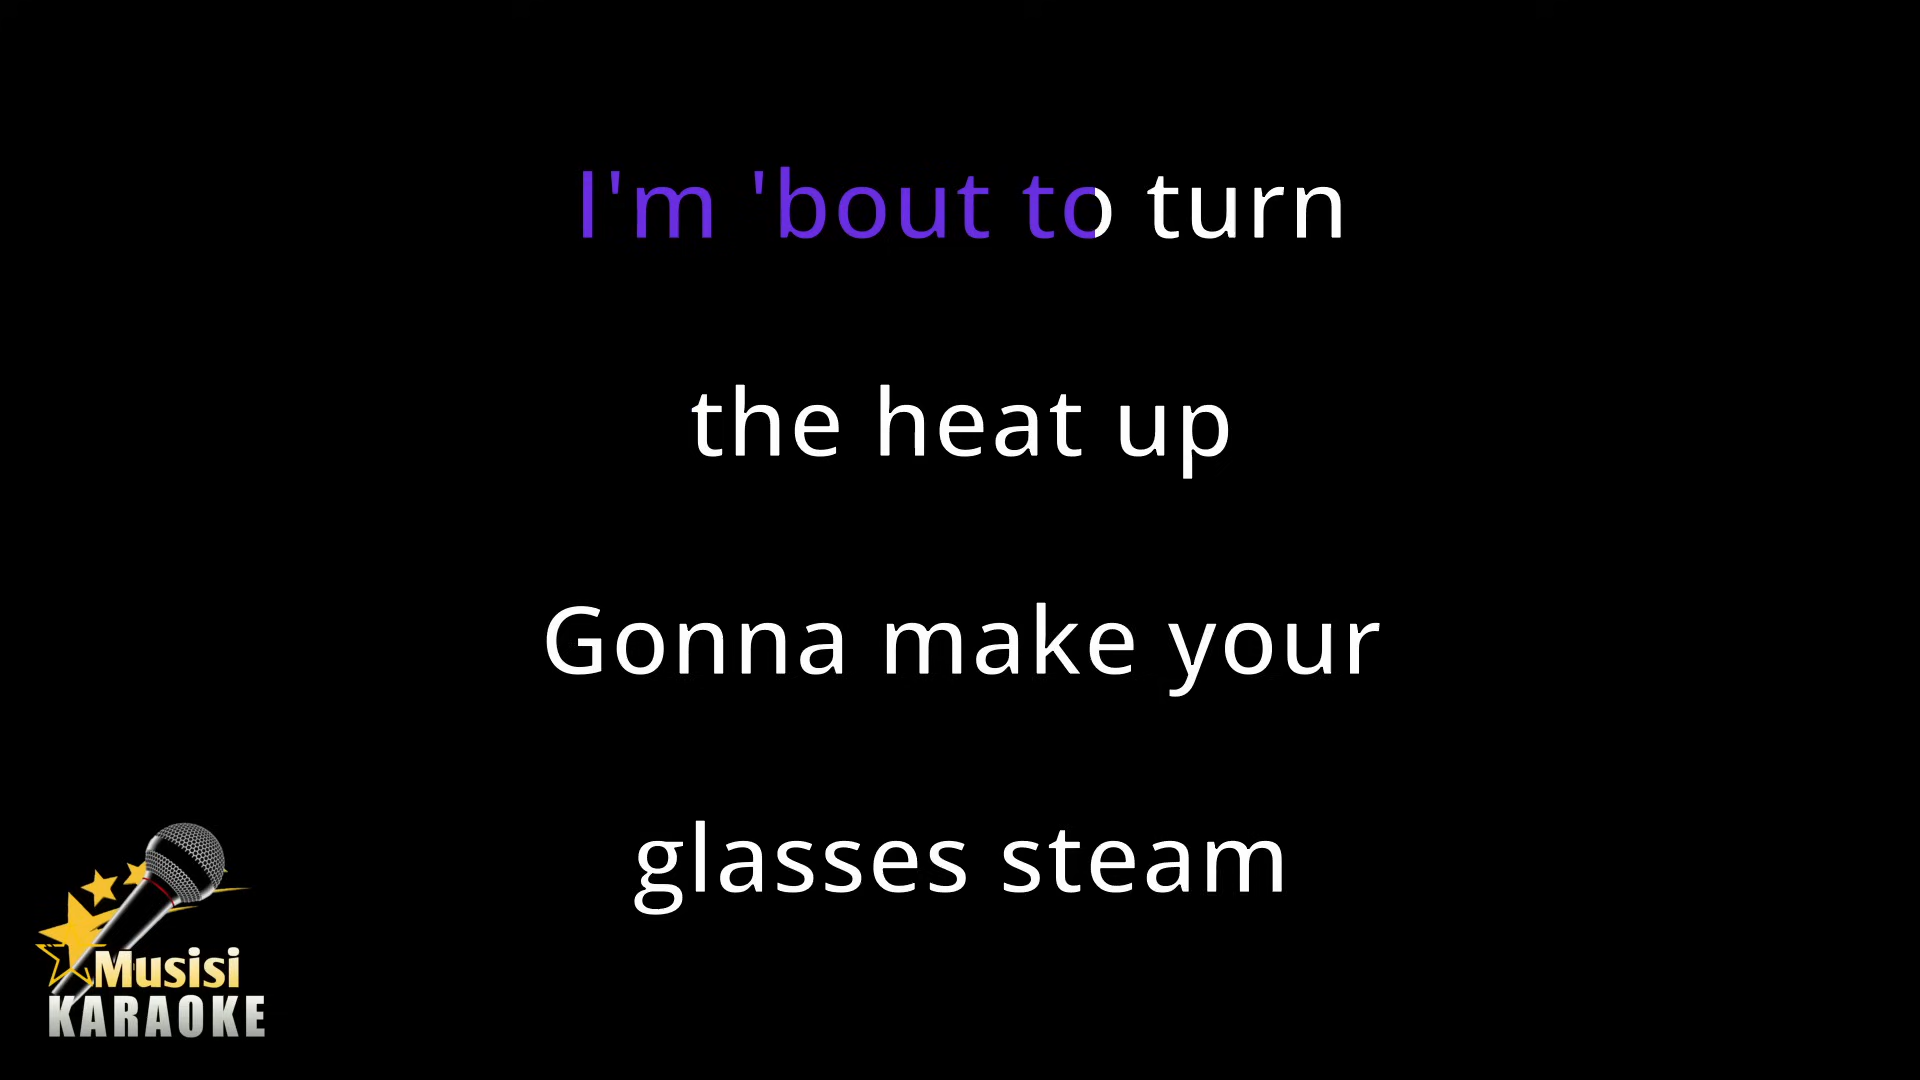 I'm 'bout to turn
the heat up
Gonna make your
glasses steam
Musisi
KARAOKE